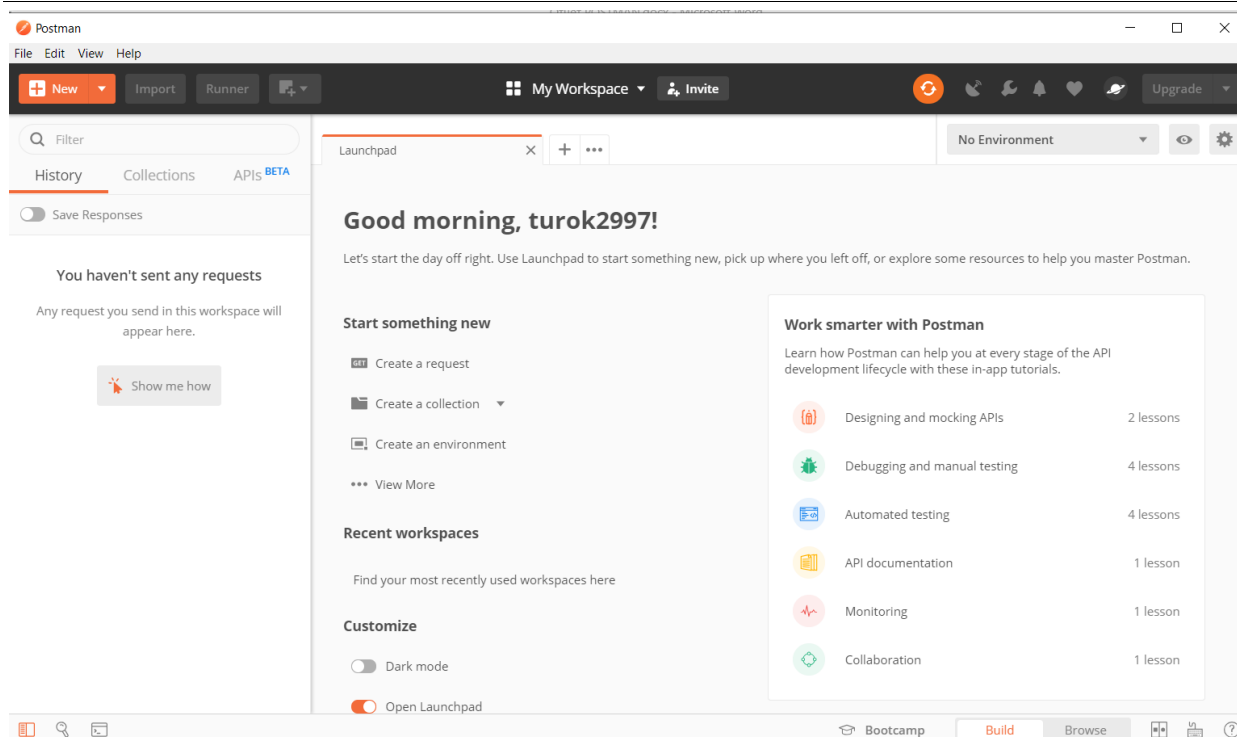 Postman
File Edit View Help
New
Import
Runner
My Workspace
Invite
Upgrade
Filter
History
Collections
APIs BETA
Save Responses
You haven't sent any requests
Any request you send in this workspace will
appear here.
Show me how
Launchpad
No Environment
Good morning, turok2997!
Let's start the day off right. Use Launchpad to start something new, pick up where you left off, or explore some resources to help you master Postman.
Start something new
GET Create a request
Create a collection
Create an environment
View More
Recent workspaces
Find your most recently used workspaces here
Customize
Dark mode
Open Launchpad
Work smarter with Postman
Learn how Postman can help you at every stage of the API
development lifecycle with these in-app tutorials.
Designing and mocking APIs 2 lessons
Debugging and manual testing 4 lessons
Automated testing 4 lessons
API documentation 1 lesson
Monitoring 1 lesson
Collaboration 1 lesson
Bootcamp
Build
Browse